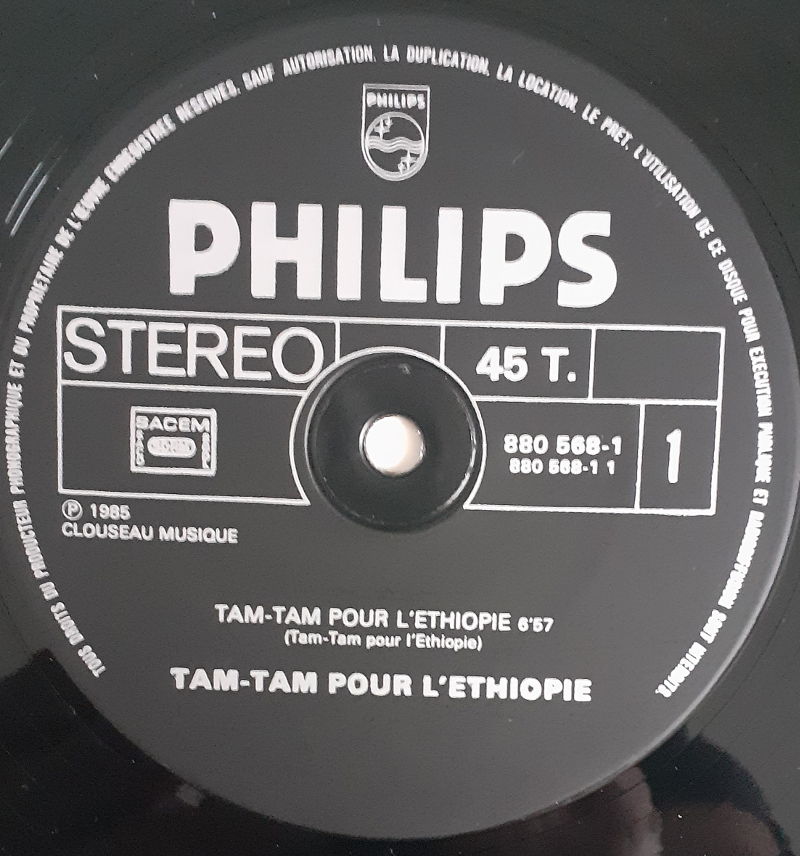 TOUS DROITS DU PRODUCTEUR PHONOGRAPHIQUE ET DU PROPRIETAIRE DE L'ŒUVRE ENREGISTREE RESERVES. SAUF AUTORISATION, LA DUPLICATION, LA LOCATION, LE PRET, L'UTILISATION DE CE DISQUE POUR EXECUTION PUBLIQUE ET RADIODIFFUSION SONT INTERDITS.
PHILIPS
PHILIPS
STEREO
45 T.
SACEM
880 568-1
880 568-1 1
1
℗ 1985
CLOUSEAU MUSIQUE
TAM-TAM POUR L'ETHIOPIE 6'57
(Tam-Tam pour l'Ethiopie)
TAM-TAM POUR L'ETHIOPIE